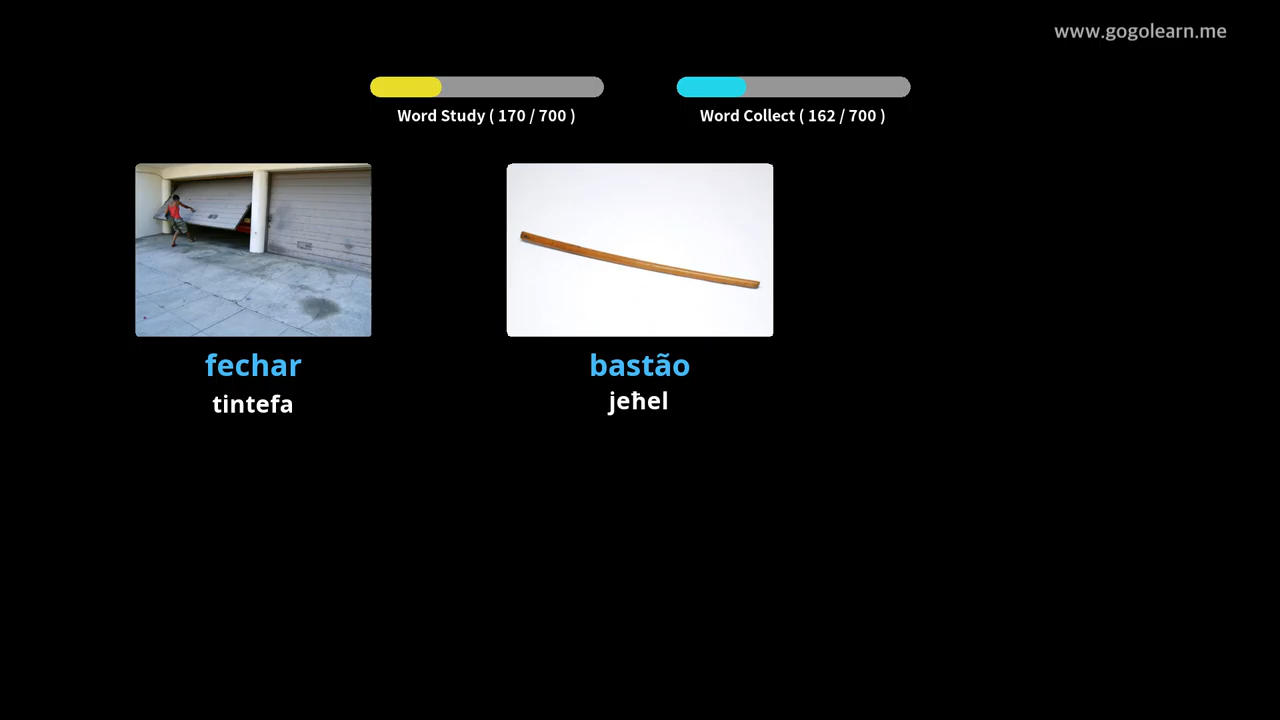 www.gogolearn.me
Word Study ( 170 / 700 )
Word Collect ( 162 / 700 )
fechar
tintefa
bastão
jeħel